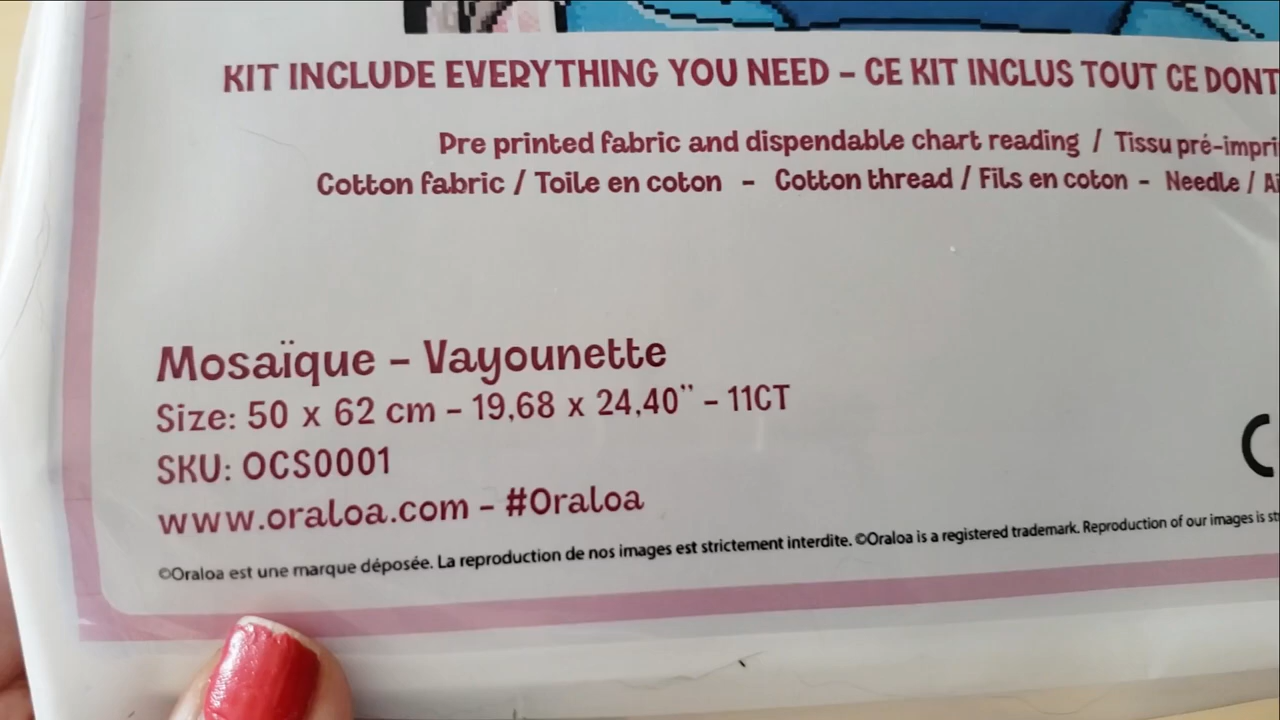 KIT INCLUDE EVERYTHING YOU NEED – CE KIT INCLUS TOUT CE DONT
Pre printed fabric and dispendable chart reading / Tissu pré-impri
Cotton fabric / Toile en coton – Cotton thread / Fils en coton – Needle / Ai
Mosaïque – Vayounette
Size: 50 x 62 cm – 19,68 x 24,40’’ – 11CT
SKU: OCS0001
www.oraloa.com – #Oraloa
©Oraloa est une marque déposée. La reproduction de nos images est strictement interdite. ©Oraloa is a registered trademark. Reproduction of our images is st